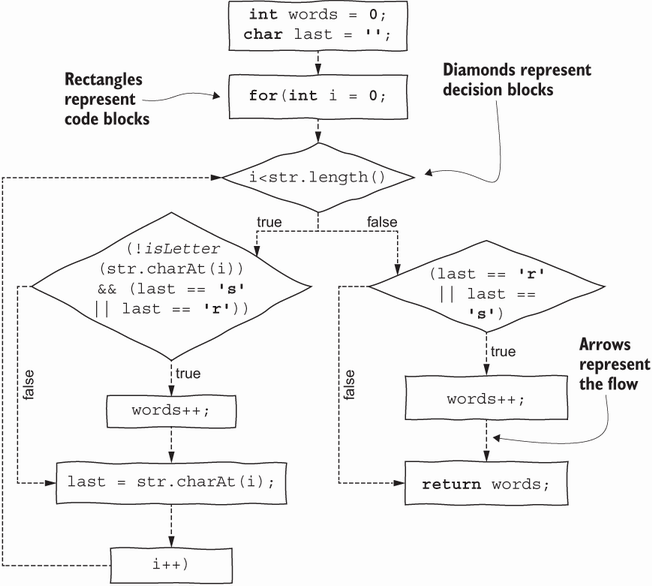 int words = 0;
char last = '';
Rectangles
represent
code blocks
for(int i = 0;
Diamonds represent
decision blocks
i<str.length()
true
false
(!isLetter
(str.charAt(i))
&& (last == 's'
|| last == 'r'))
(last == 'r'
|| last ==
's')
false
true
words++;
false
true
words++;
Arrows
represent
the flow
last = str.charAt(i);
return words;
i++)